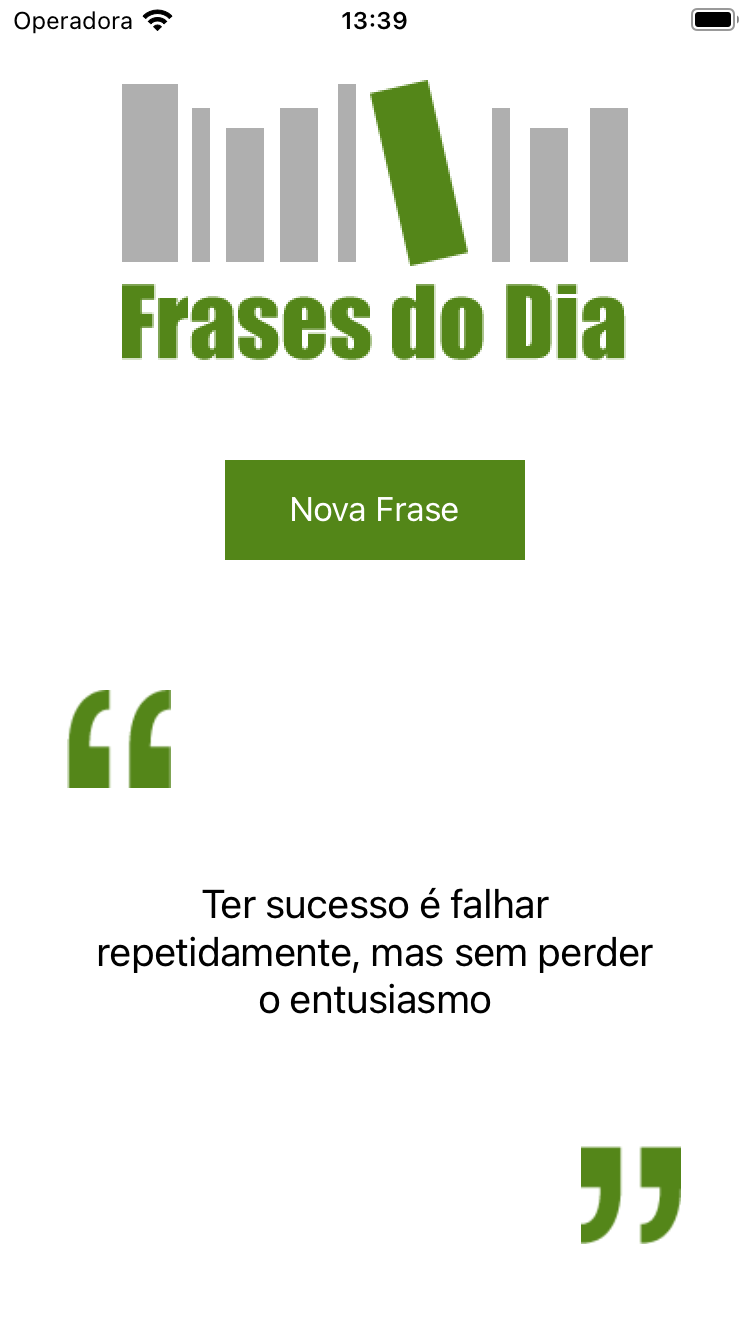 Operadora 13:39
Frases do Dia
Nova Frase
“
Ter sucesso é falhar
repetidamente, mas sem perder
o entusiasmo
”